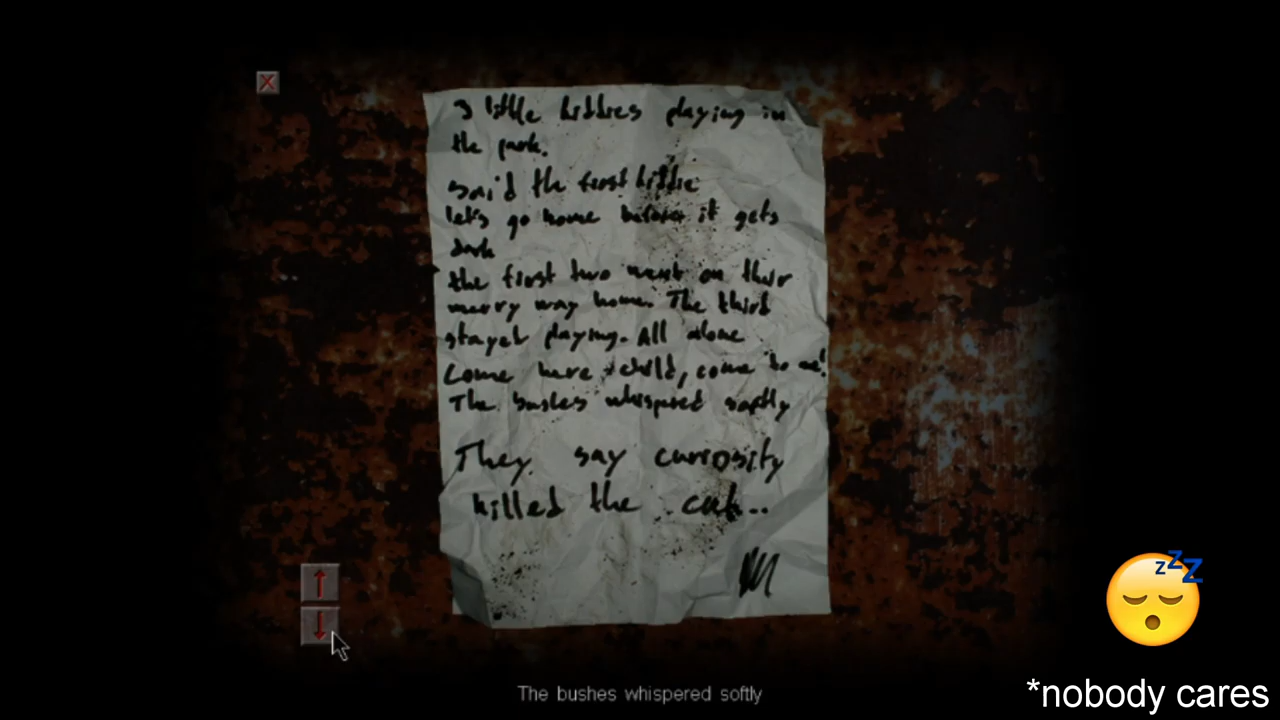 3 little kiddies playing in
the park.
said the first kiddie
let's go home before it gets
dark
the first two went on their
merry way home. The third
stayed playing. All alone
Come here child, come to me!
The bushes whispered softly
They say curiosity
killed the cat..
The bushes whispered softly
zzZ
*nobody cares